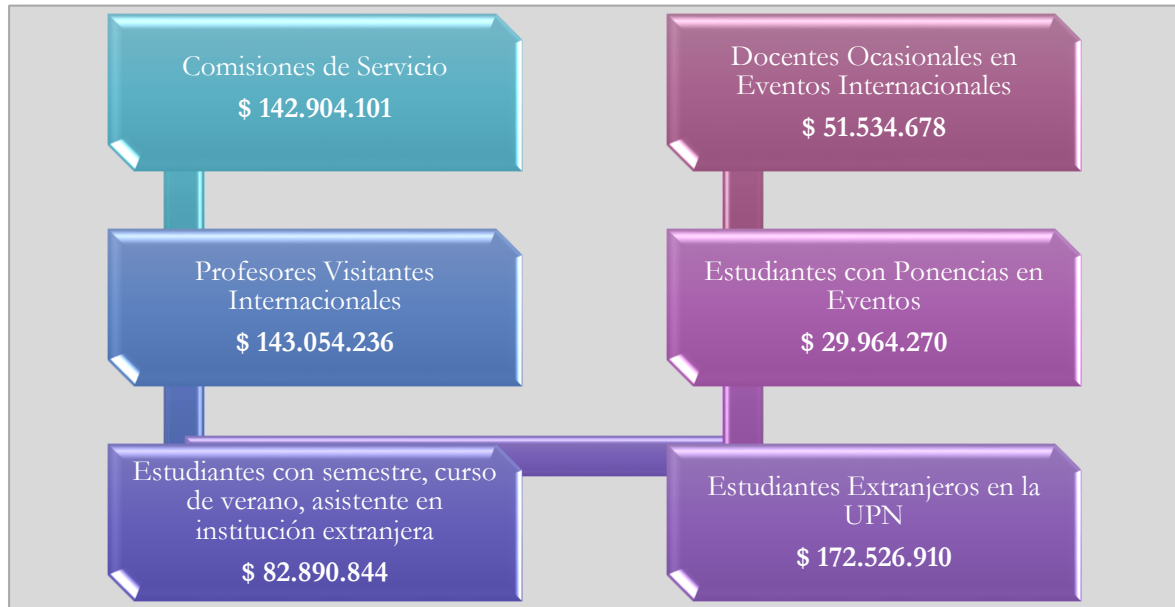 Comisiones de Servicio
$ 142.904.101
Profesores Visitantes
Internacionales
$ 143.054.236
Estudiantes con semestre, curso
de verano, asistente en
institución extranjera
$ 82.890.844
Estudiantes Extranjeros en la
UPN
$ 172.526.910
Estudiantes con Ponencias en
Eventos
$ 29.964.270
Docentes Ocasionales en
Eventos Internacionales
$ 51.534.678